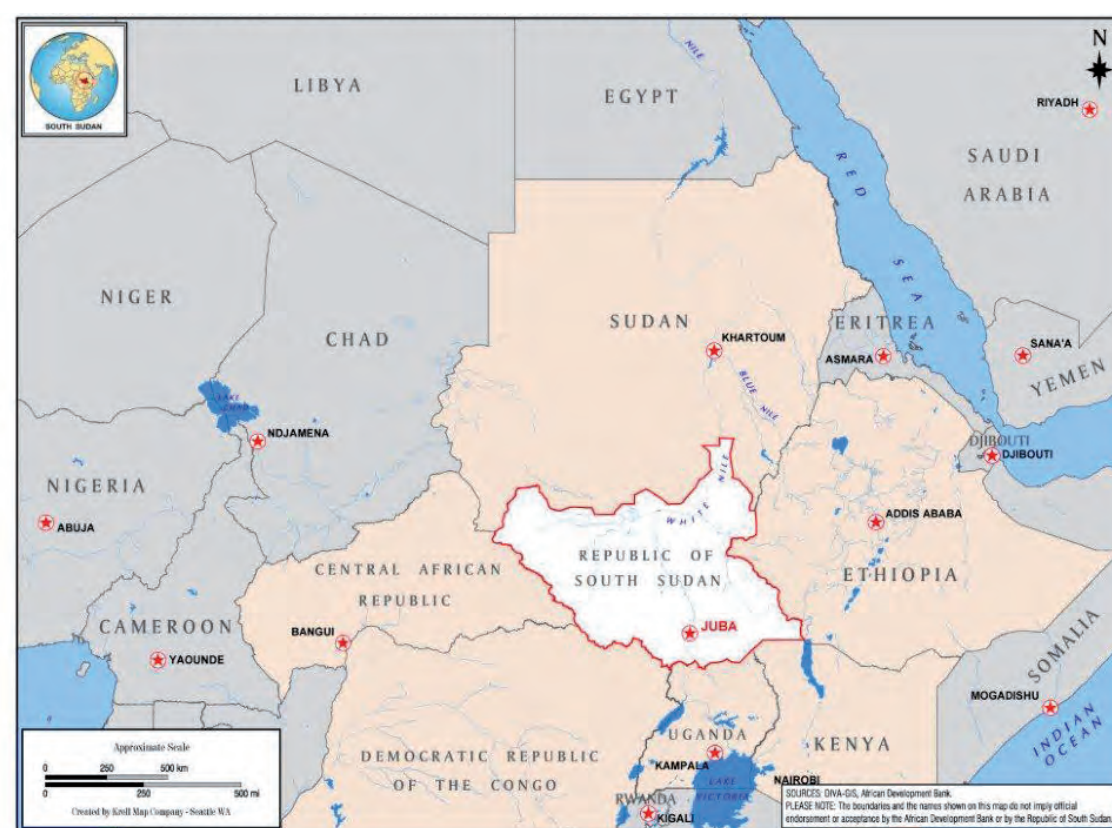 SOUTH SUDAN
N
NILE
LIBYA
EGYPT
RIYADH
SAUDI
ARABIA
RED
SEA
NIGER
CHAD
SUDAN
KHARTOUM
BLUE NILE
ERITREA
ASMARA
SANA'A
YEMEN
LAKE
CHAD
NDJAMENA
NIGERIA
ABUJA
DJIBOUTI
DJIBOUTI
WHITE NILE
ADDIS ABABA
ETHIOPIA
REPUBLIC OF
SOUTH SUDAN
CENTRAL AFRICAN
REPUBLIC
JUBA
CAMEROON
BANGUI
YAOUNDE
SOMALIA
MOGADISHU
INDIAN
OCEAN
UGANDA
KAMPALA
KENYA
DEMOCRATIC REPUBLIC
OF THE CONGO
LAKE
VICTORIA
NAIROBI
RWANDA
KIGALI
Approximate Scale
0 250 500 km
0 250 500 mi
Created by Krell Map Company - Seattle WA
SOURCES: DIVA-GIS, African Development Bank.
PLEASE NOTE: The boundaries and the names shown on this map do not imply official
endorsement or acceptance by the African Development Bank or by the Republic of South Sudan.